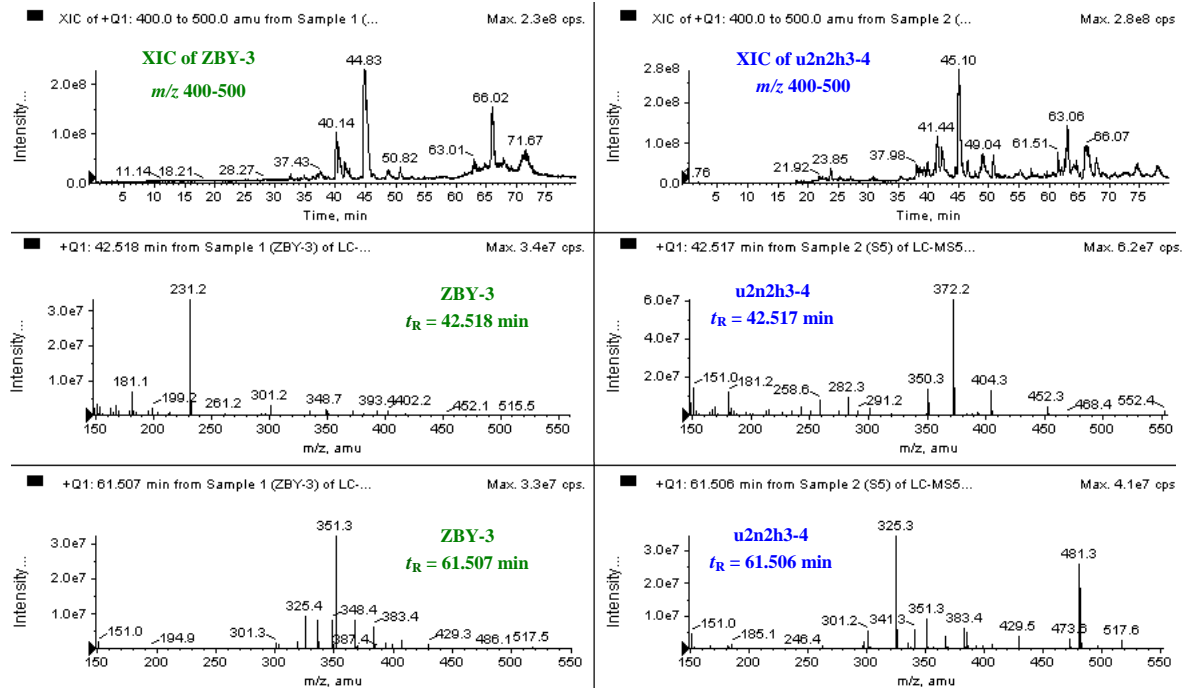 XIC of +Q1: 400.0 to 500.0 amu from Sample 1 (... Max. 2.3e8 cps.
XIC of ZBY-3
m/z 400-500
Intensity...
2.0e8
1.0e8
0.0
11.14
18.21
28.27
37.43
40.14
44.83
50.82
63.01
66.02
71.67
5 10 15 20 25 30 35 40 45 50 55 60 65 70 75
Time, min
XIC of +Q1: 400.0 to 500.0 amu from Sample 2 (... Max. 2.8e8 cps.
XIC of u2n2h3-4
m/z 400-500
Intensity...
2.8e8
2.0e8
1.0e8
0.0
.76
21.92
23.85
37.98
41.44
45.10
49.04
61.51
63.06
66.07
5 10 15 20 25 30 35 40 45 50 55 60 65 70 75
Time, min
+Q1: 42.518 min from Sample 1 (ZBY-3) of LC-... Max. 3.4e7 cps.
ZBY-3
tR = 42.518 min
Intensity...
3.0e7
2.0e7
1.0e7
181.1
199.2
231.2
261.2
301.2
348.7
393.4
402.2
452.1
515.5
150 200 250 300 350 400 450 500 550
m/z, amu
+Q1: 42.517 min from Sample 2 (S5) of LC-MS5... Max. 6.2e7 cps.
u2n2h3-4
tR = 42.517 min
Intensity...
6.0e7
4.0e7
2.0e7
151.0
181.2
258.6
282.3
291.2
350.3
372.2
404.3
452.3
468.4
552.4
150 200 250 300 350 400 450 500 550
m/z, amu
+Q1: 61.507 min from Sample 1 (ZBY-3) of LC-... Max. 3.3e7 cps.
ZBY-3
tR = 61.507 min
Intensity...
3.0e7
2.0e7
1.0e7
151.0
194.9
301.3
325.4
351.3
348.4
387.4
383.4
429.3
486.1
517.5
150 200 250 300 350 400 450 500 550
m/z, amu
+Q1: 61.506 min from Sample 2 (S5) of LC-MS5... Max. 4.1e7 cps
u2n2h3-4
tR = 61.506 min
Intensity...
3.0e7
2.0e7
1.0e7
151.0
185.1
246.4
301.2
325.3
341.3
351.3
383.4
429.5
481.3
517.6
150 200 250 300 350 400 450 500 550
m/z, amu